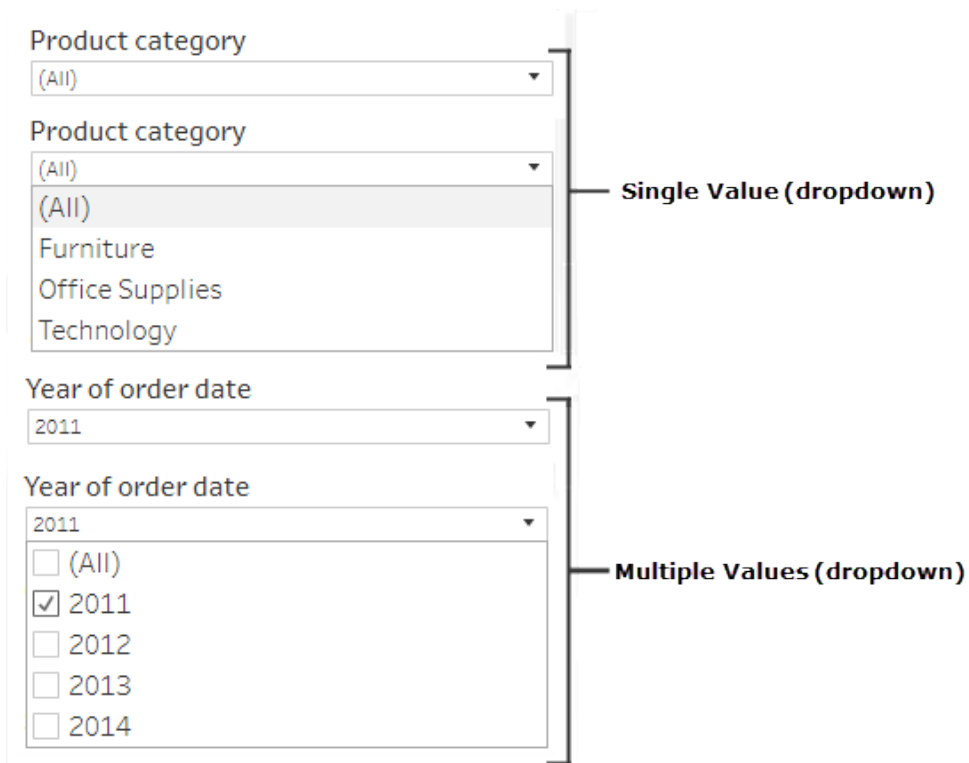 Product category
(All)
Product category
(All)
(All)
Furniture
Office Supplies
Technology
Single Value (dropdown)
Year of order date
2011
Year of order date
2011
(All)
2011
2012
2013
2014
Multiple Values (dropdown)